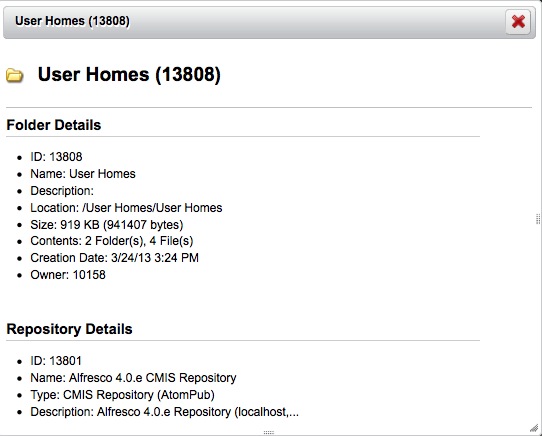 User Homes (13808)
User Homes (13808)
Folder Details
ID: 13808
Name: User Homes
Description:
Location: /User Homes/User Homes
Size: 919 KB (941407 bytes)
Contents: 2 Folder(s), 4 File(s)
Creation Date: 3/24/13 3:24 PM
Owner: 10158
Repository Details
ID: 13801
Name: Alfresco 4.0.e CMIS Repository
Type: CMIS Repository (AtomPub)
Description: Alfresco 4.0.e Repository (localhost,...